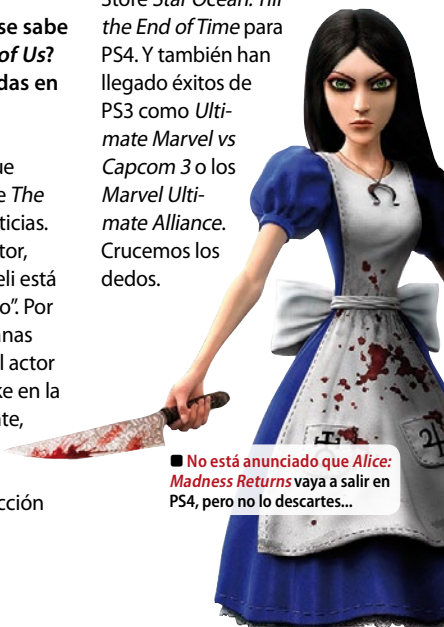 se sabe
of Us?
das en
ue
e The
ticias.
tor,
eli está
o”. Por
anas
l actor
ke en la
te,
cción
Store Star Ocean: Till
the End of Time para
PS4. Y también han
llegado éxitos de
PS3 como Ulti-
mate Marvel vs
Capcom 3 o los
Marvel Ulti-
mate Alliance.
Crucemos los
dedos.
■ No está anunciado que Alice:
Madness Returns vaya a salir en
PS4, pero no lo descartes...